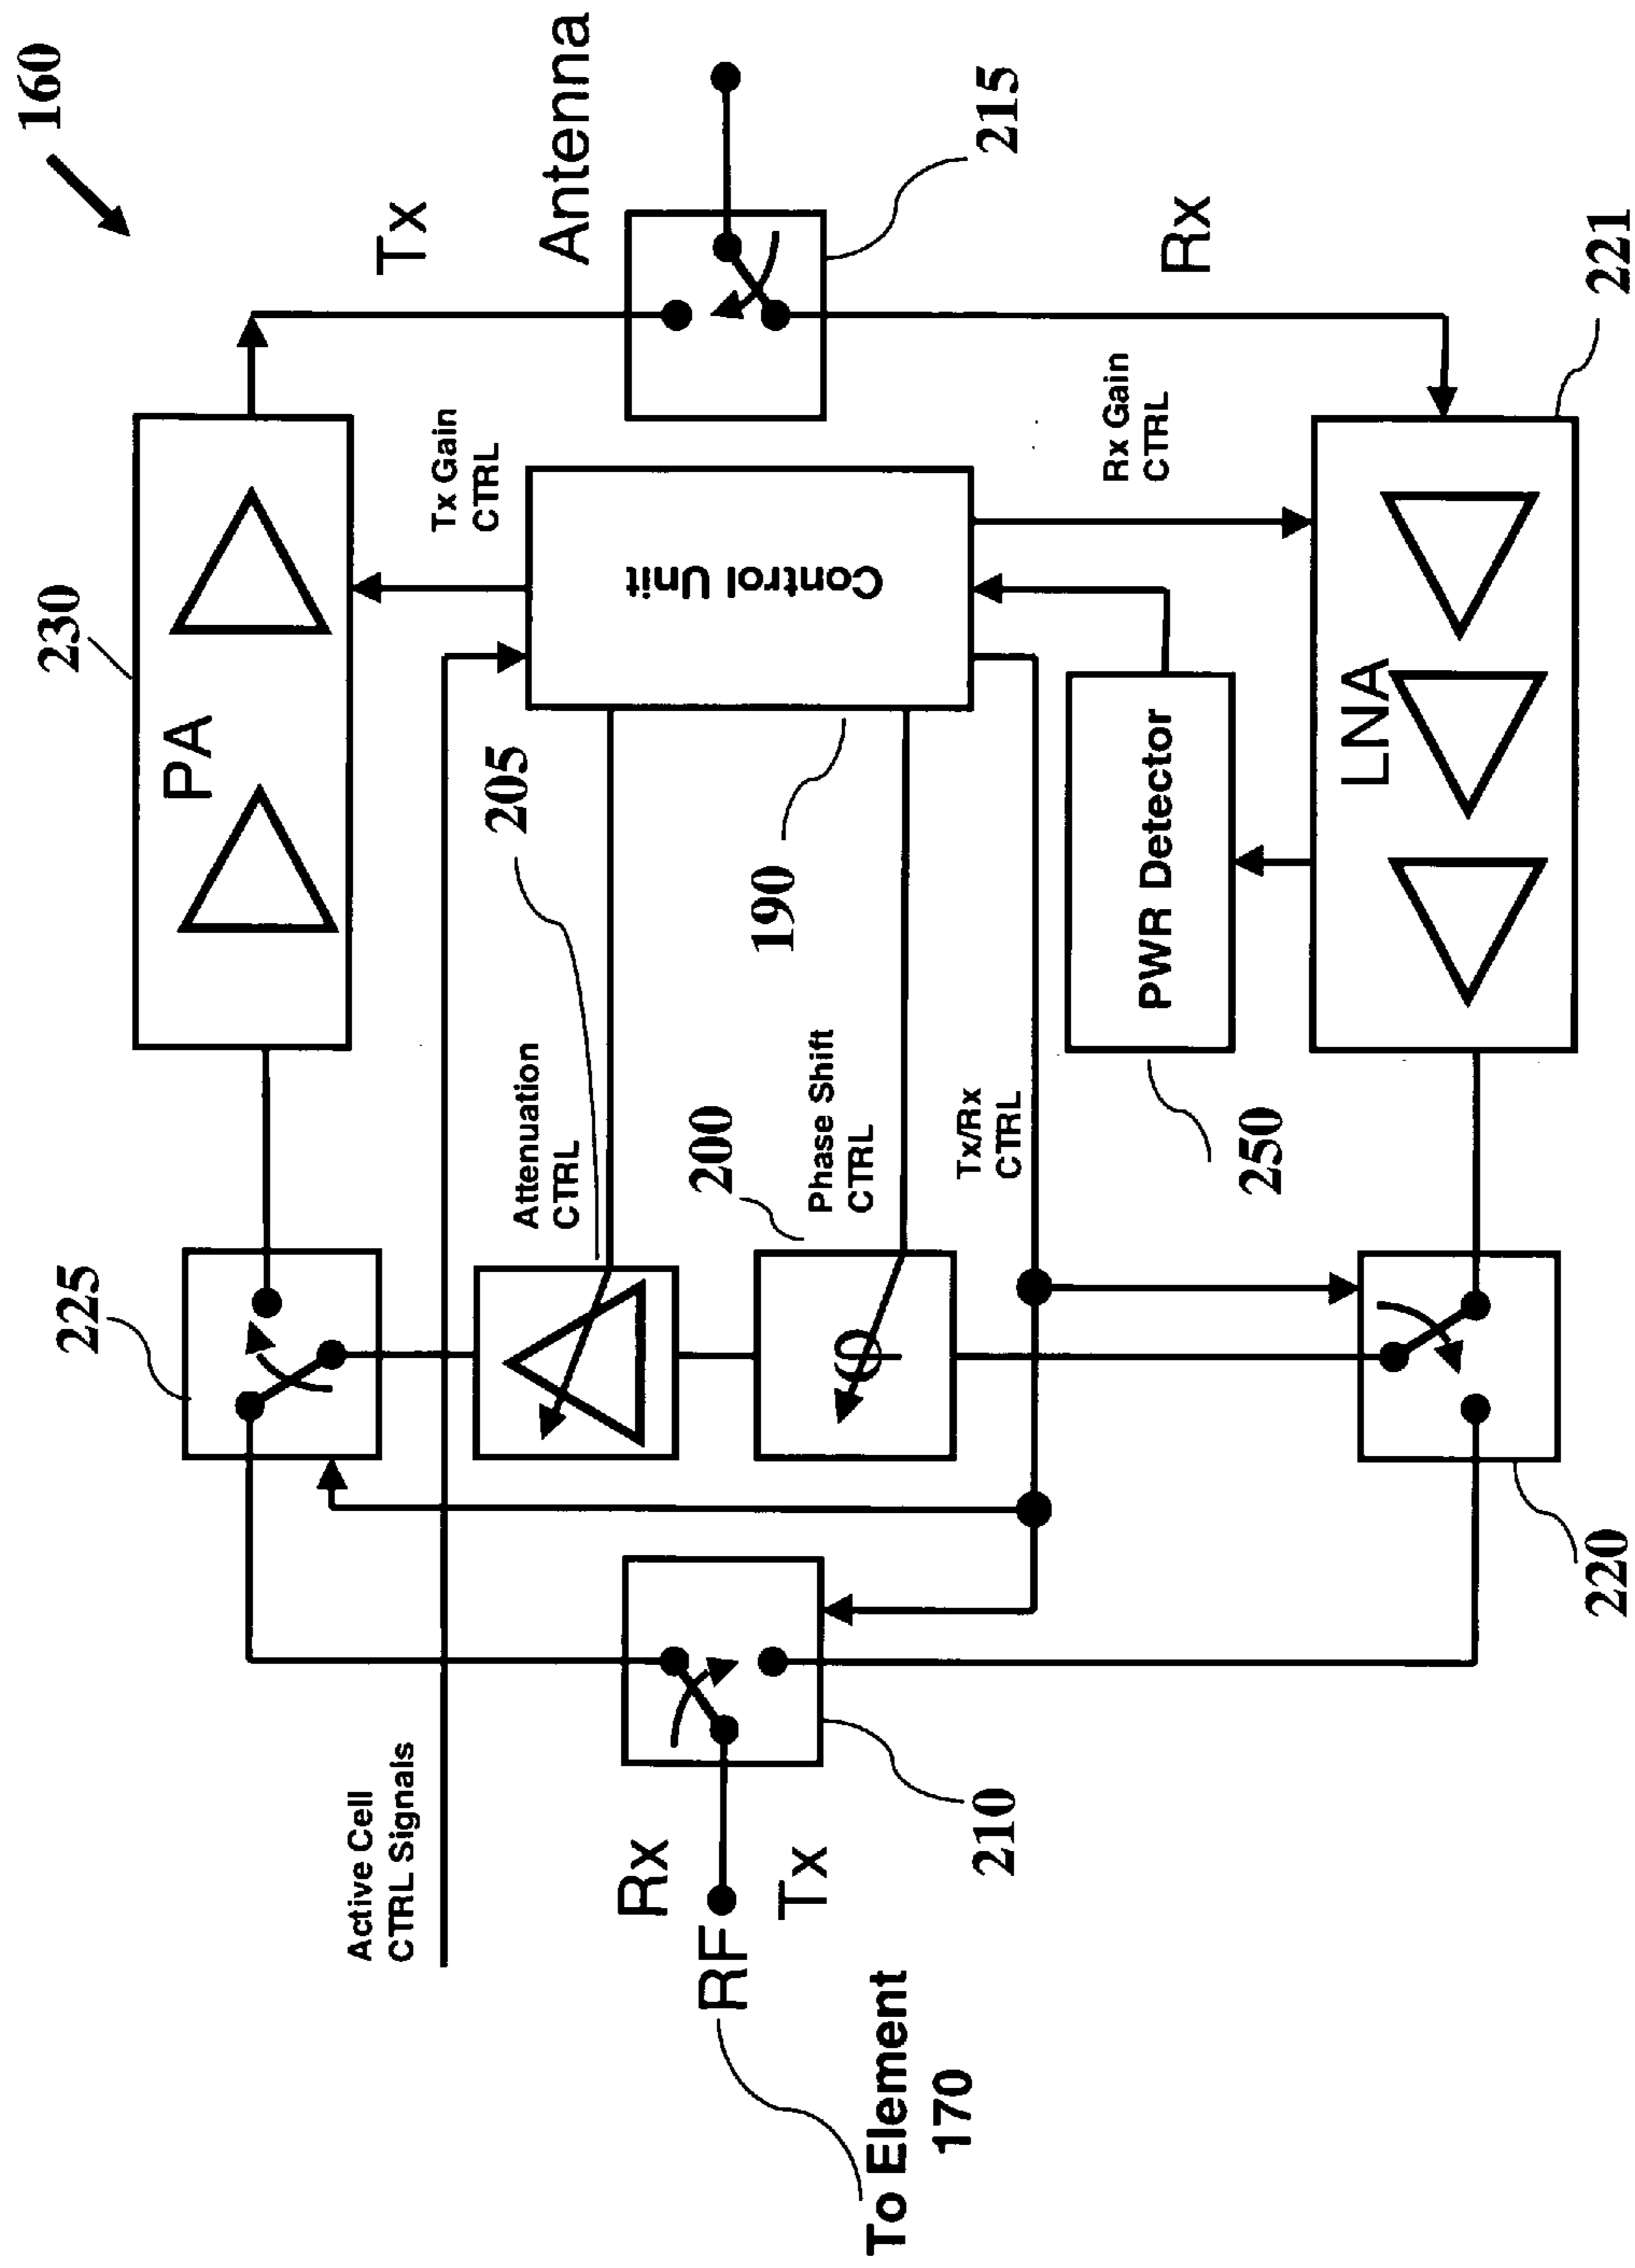 160
Tx
Antenna
215
Rx
221
230
PA
Tx Gain
CTRL
Control Unit
Rx Gain
CTRL
LNA
205
190
PWR Detector
250
Attenuation
CTRL
200
Phase Shift
CTRL
Tx/Rx
CTRL
225
φ
220
210
Active Cell
CTRL Signals
Rx
RF
Tx
To Element
170